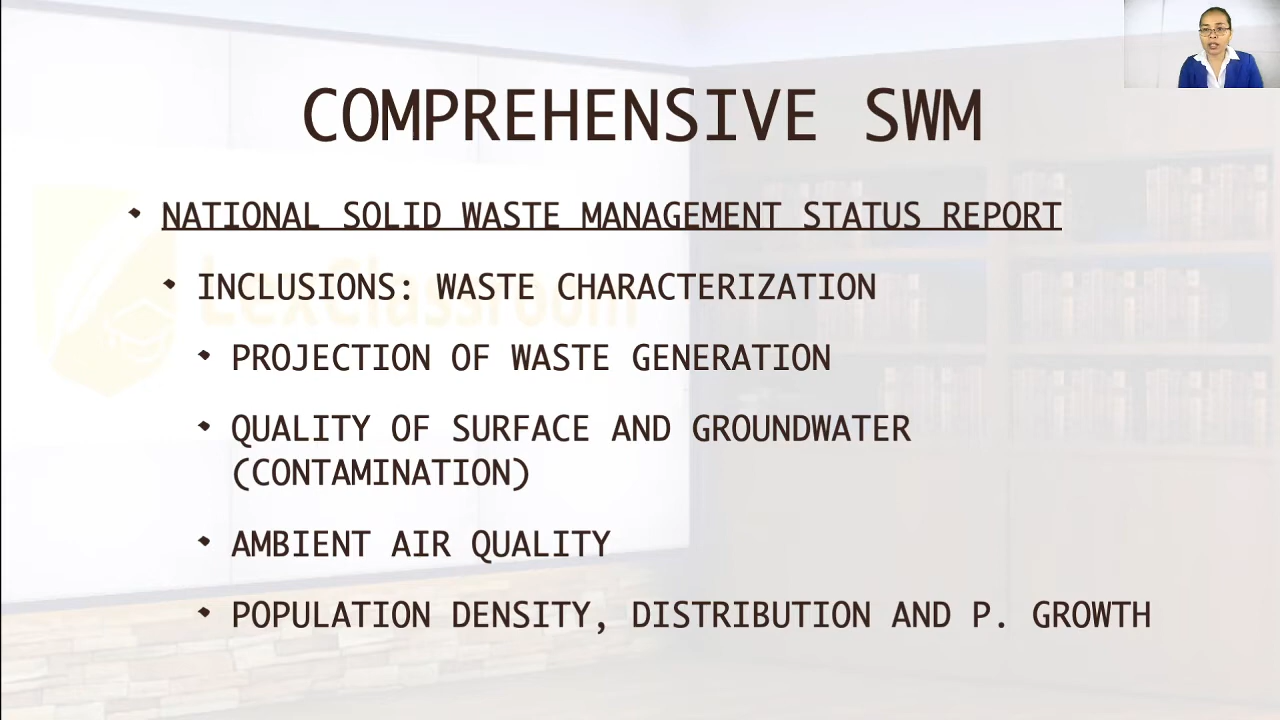 COMPREHENSIVE SWM
NATIONAL SOLID WASTE MANAGEMENT STATUS REPORT
INCLUSIONS: WASTE CHARACTERIZATION
LexClassroom
PROJECTION OF WASTE GENERATION
QUALITY OF SURFACE AND GROUNDWATER
(CONTAMINATION)
AMBIENT AIR QUALITY
POPULATION DENSITY, DISTRIBUTION AND P. GROWTH